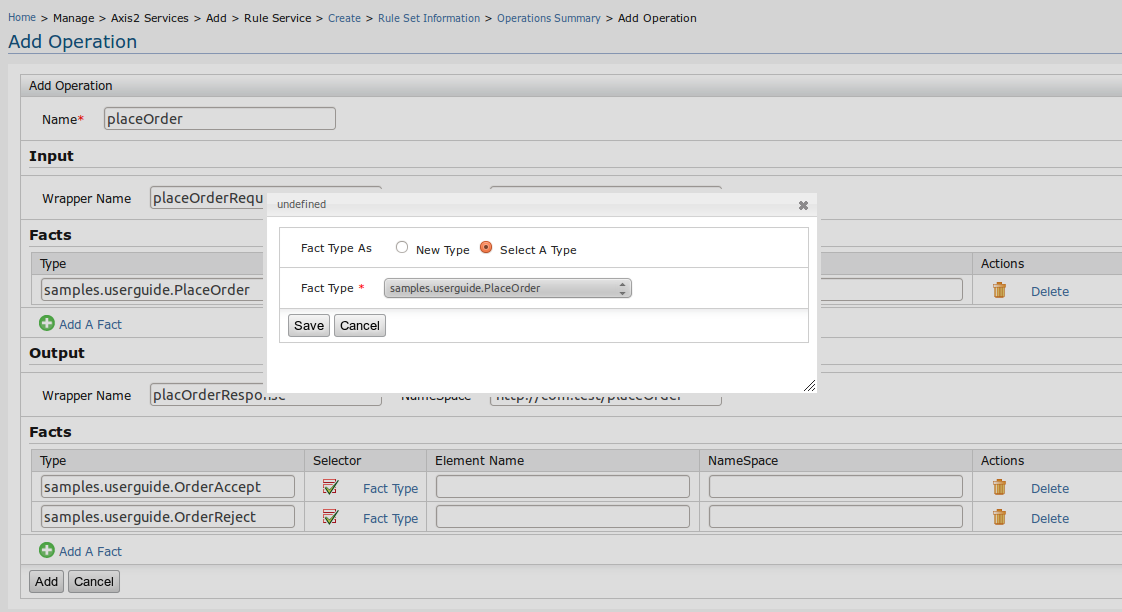 Home > Manage > Axis2 Services > Add > Rule Service > Create > Rule Set Information > Operations Summary > Add Operation
Add Operation
Add Operation
Name* placeOrder
Input
Wrapper Name placeOrderRequ
undefined
Fact Type As New Type Select A Type
Fact Type * samples.userguide.PlaceOrder
Save Cancel
Facts
Type Actions
samples.userguide.PlaceOrder Delete
Add A Fact
Output
Wrapper Name placOrderResponse NameSpace http://com.test/placeOrder
Facts
Type Selector Element Name NameSpace Actions
samples.userguide.OrderAccept Fact Type Delete
samples.userguide.OrderReject Fact Type Delete
Add A Fact
Add Cancel